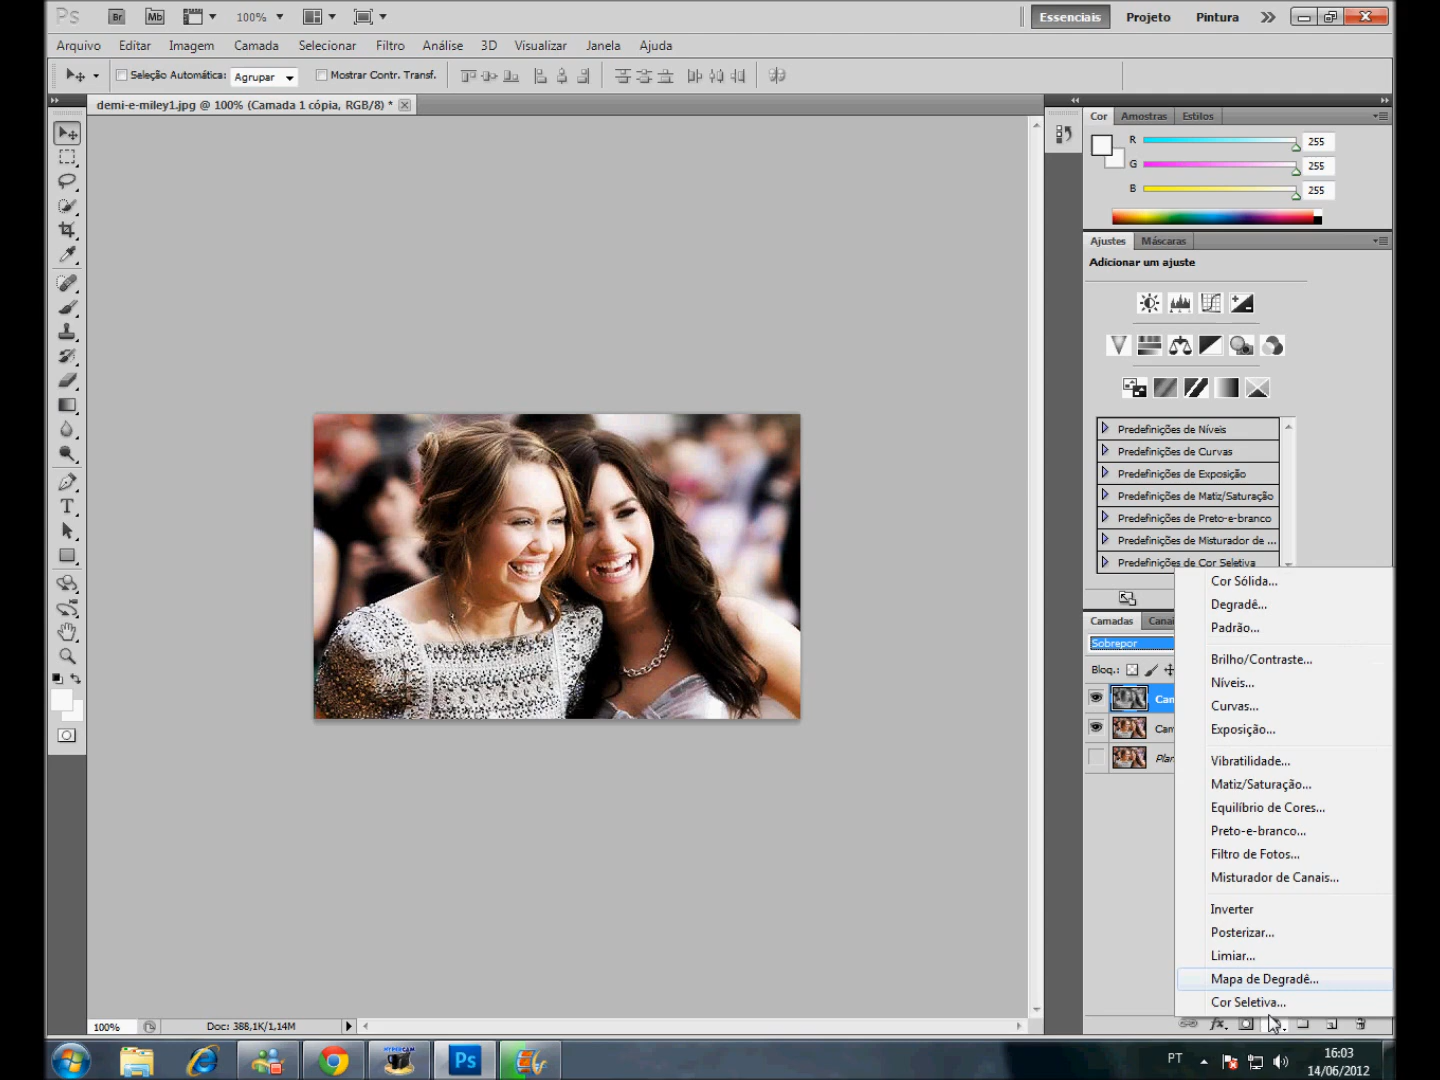 Ps Br Mb 100% Essenciais Projeto Pintura
Arquivo Editar Imagem Camada Selecionar Filtro Análise 3D Visualizar Janela Ajuda
Seleção Automática: Agrupar Mostrar Contr. Transf.
demi-e-miley1.jpg @ 100% (Camada 1 cópia, RGB/8) *
Cor Amostras Estilos
R 255
G 255
B 255
Ajustes Máscaras
Adicionar um ajuste
Predefinições de Níveis
Predefinições de Curvas
Predefinições de Exposição
Predefinições de Matiz/Saturação
Predefinições de Preto-e-branco
Predefinições de Misturador de ...
Predefinições de Cor Seletiva
Camadas Canai
Sobrepor
Bloq.:
Cam
Cam
Plan
Cor Sólida...
Degradê...
Padrão...
Brilho/Contraste...
Níveis...
Curvas...
Exposição...
Vibratilidade...
Matiz/Saturação...
Equilíbrio de Cores...
Preto-e-branco...
Filtro de Fotos...
Misturador de Canais...
Inverter
Posterizar...
Limiar...
Mapa de Degradê...
Cor Seletiva...
100% Doc: 388,1K/1,14M
HYPERCAM Ps PT 16:03
14/06/2012